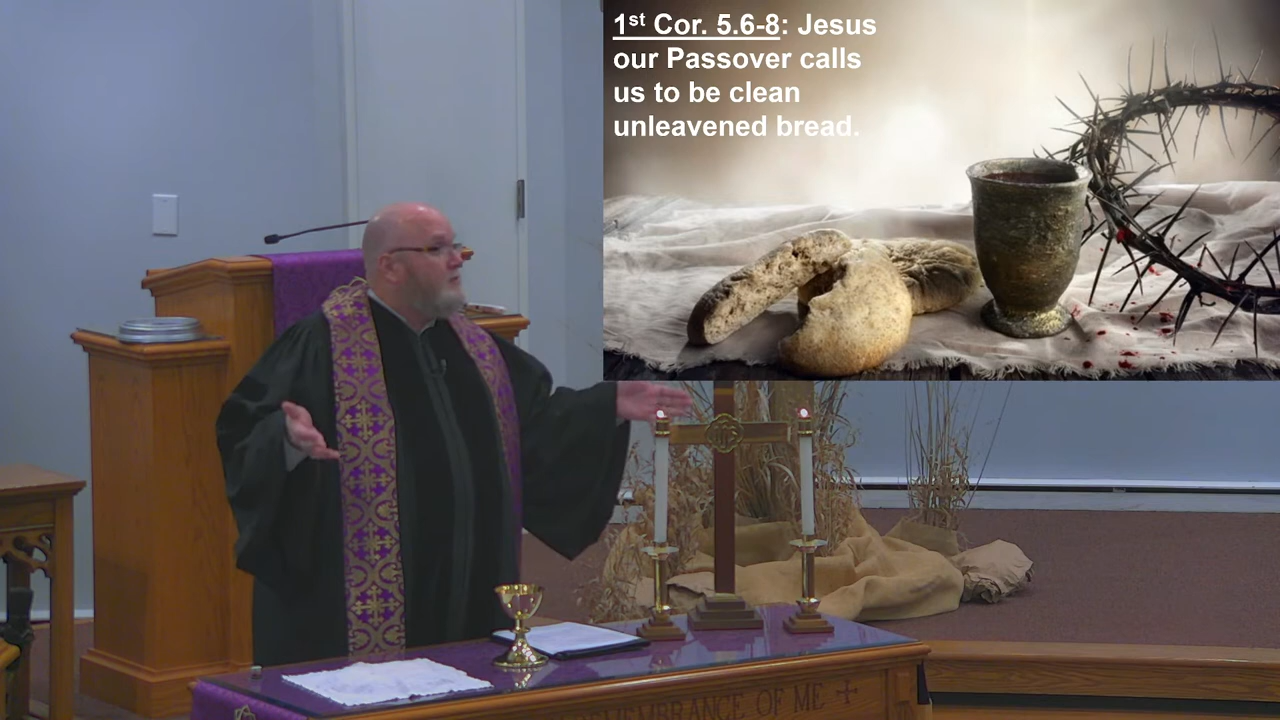 1st Cor. 5.6-8: Jesus
our Passover calls
us to be clean
unleavened bread.
REMEMBRANCE OF ME